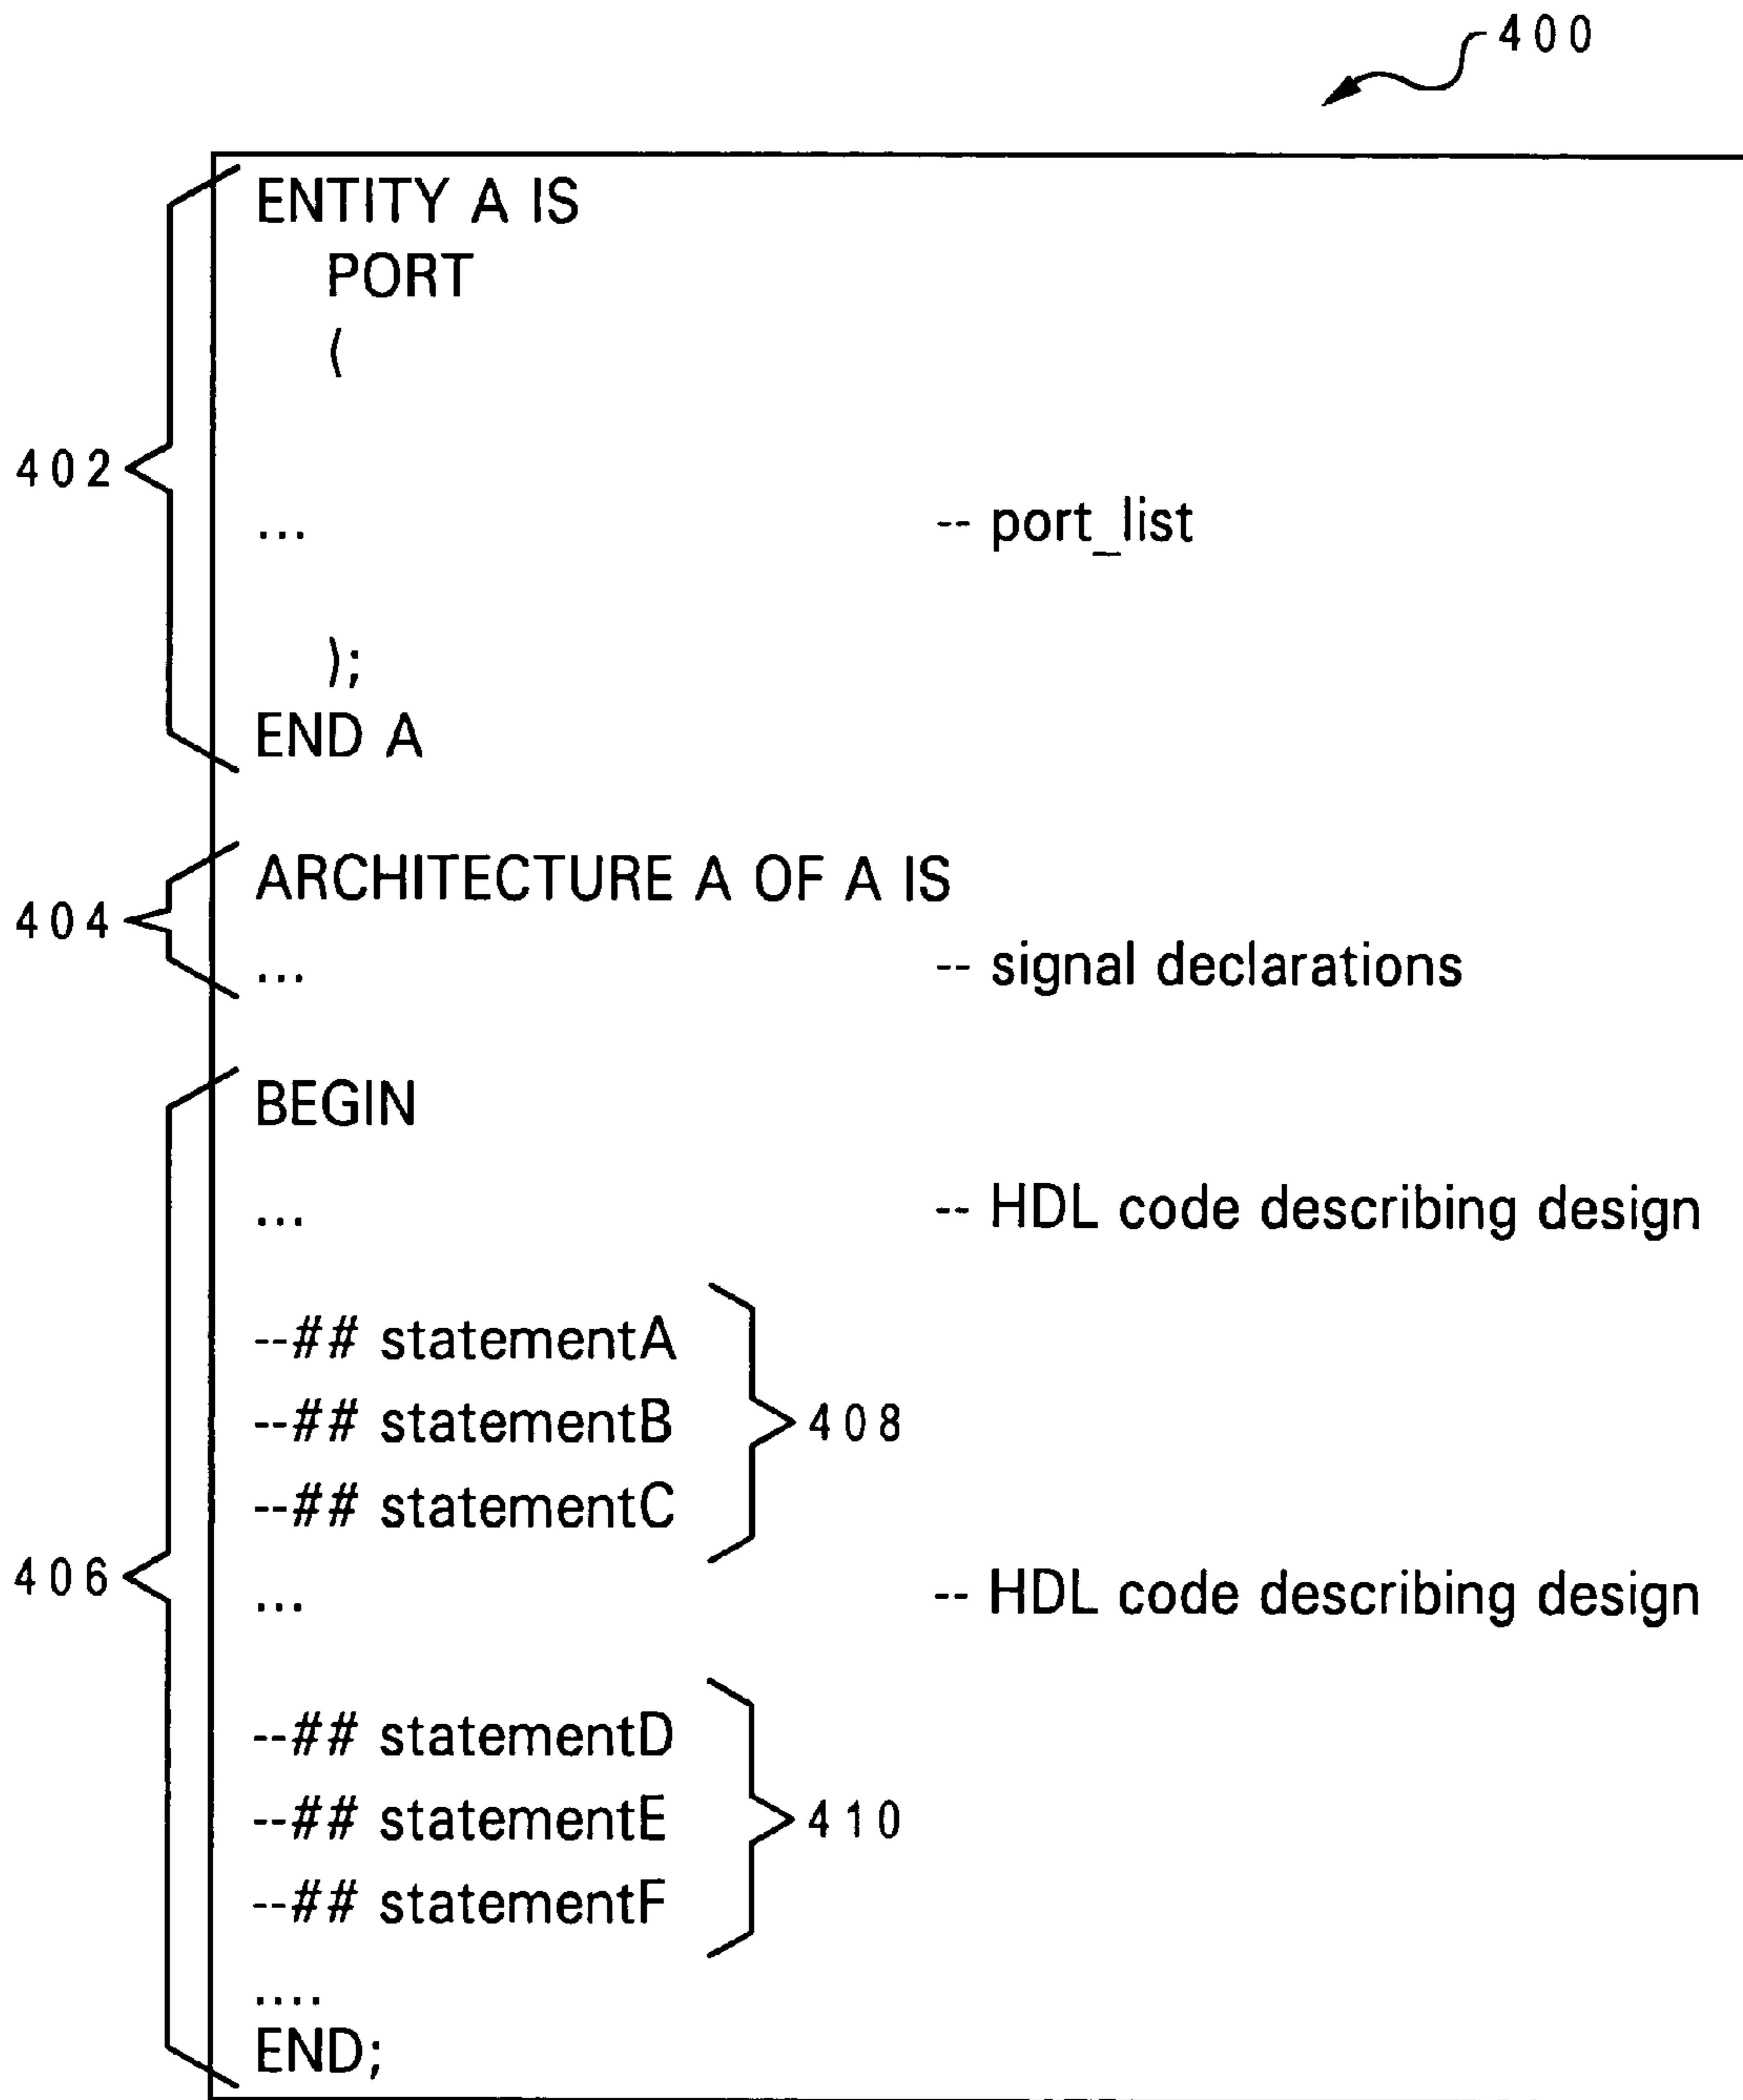 400
ENTITY A IS
PORT
(
402
... -- port_list
);
END A
ARCHITECTURE A OF A IS
404
... -- signal declarations
BEGIN
... -- HDL code describing design
--## statementA
--## statementB 408
--## statementC
406
... -- HDL code describing design
--## statementD
--## statementE 410
--## statementF
....
END;